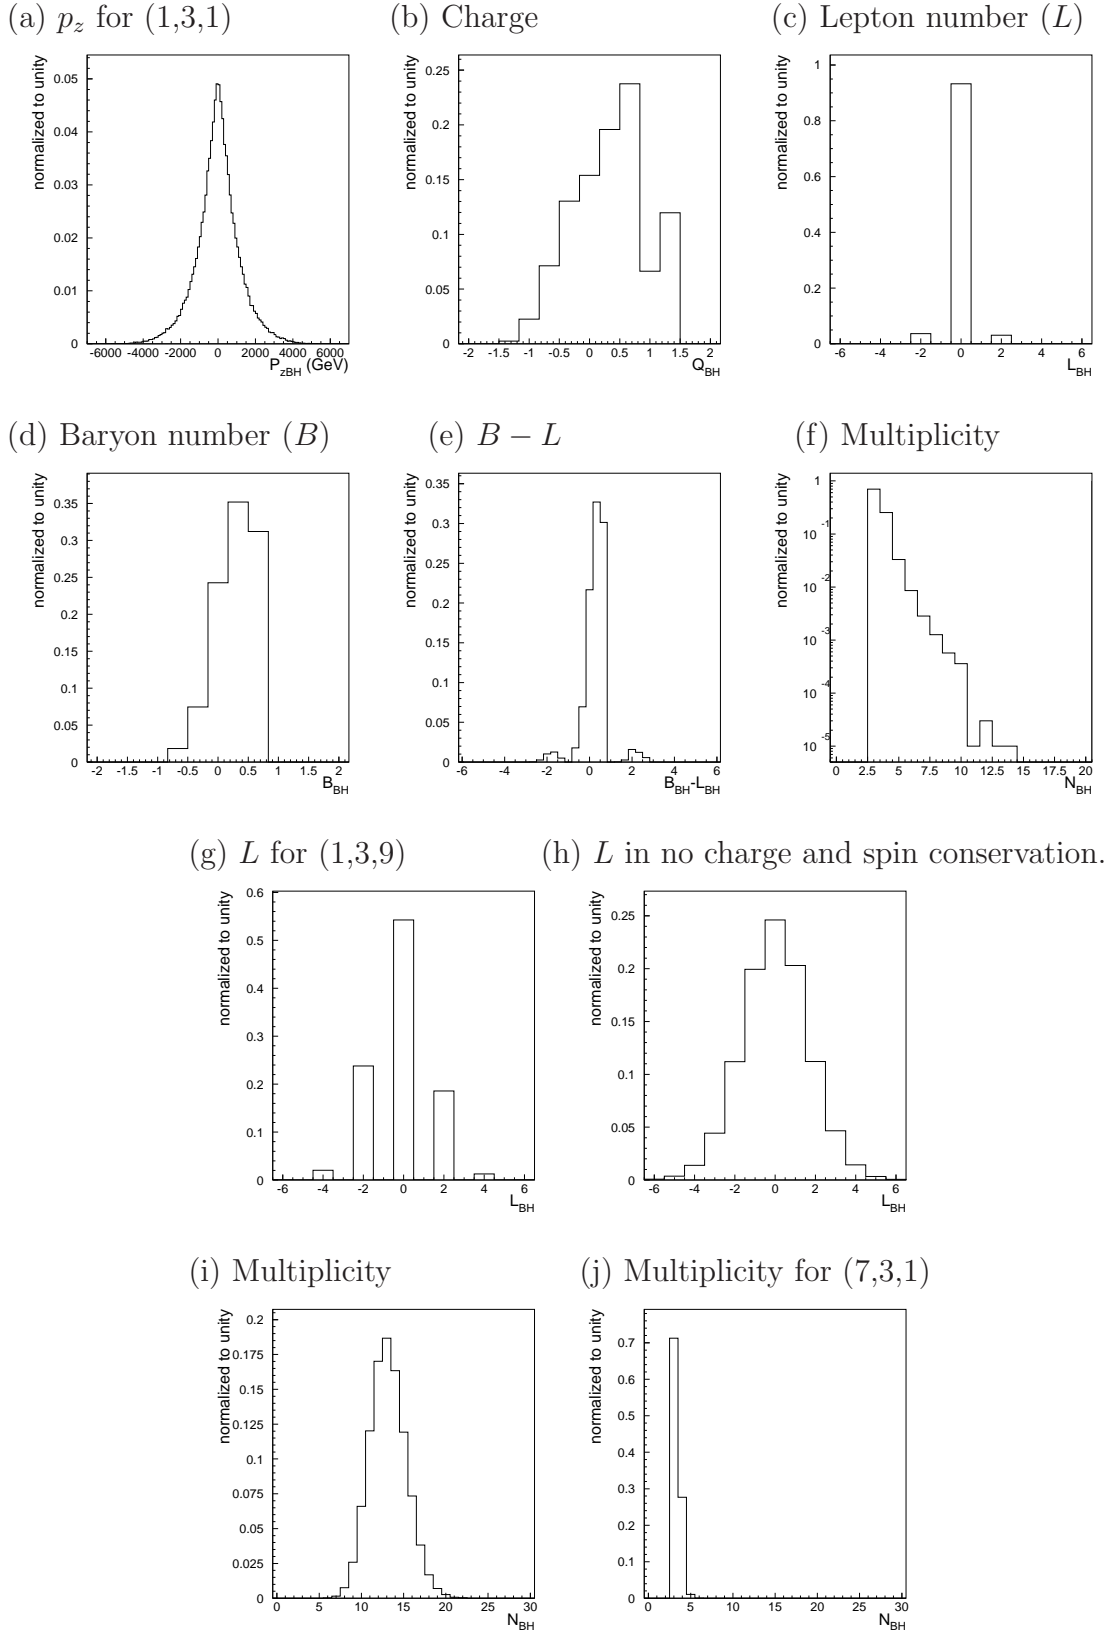 (a) p_z for (1,3,1)
(b) Charge
(c) Lepton number (L)
normalized to unity
0.05
0.04
0.03
0.02
0.01
0
-6000 -4000 -2000 0 2000 4000 6000
P_zBH (GeV)
normalized to unity
0.25
0.2
0.15
0.1
0.05
0
-2 -1.5 -1 -0.5 0 0.5 1 1.5 2
Q_BH
normalized to unity
1
0.8
0.6
0.4
0.2
0
-6 -4 -2 0 2 4 6
L_BH
(d) Baryon number (B)
(e) B − L
(f) Multiplicity
normalized to unity
0.35
0.3
0.25
0.2
0.15
0.1
0.05
0
-2 -1.5 -1 -0.5 0 0.5 1 1.5 2
B_BH
normalized to unity
0.35
0.3
0.25
0.2
0.15
0.1
0.05
0
-6 -4 -2 0 2 4 6
B_BH-L_BH
normalized to unity
1
10^-1
10^-2
10^-3
10^-4
10^-5
0 2.5 5 7.5 10 12.5 15 17.5 20
N_BH
(g) L for (1,3,9)
(h) L in no charge and spin conservation.
normalized to unity
0.6
0.5
0.4
0.3
0.2
0.1
0
-6 -4 -2 0 2 4 6
L_BH
normalized to unity
0.25
0.2
0.15
0.1
0.05
0
-6 -4 -2 0 2 4 6
L_BH
(i) Multiplicity
(j) Multiplicity for (7,3,1)
normalized to unity
0.2
0.175
0.15
0.125
0.1
0.075
0.05
0.025
0
0 5 10 15 20 25 30
N_BH
normalized to unity
0.7
0.6
0.5
0.4
0.3
0.2
0.1
0
0 5 10 15 20 25 30
N_BH